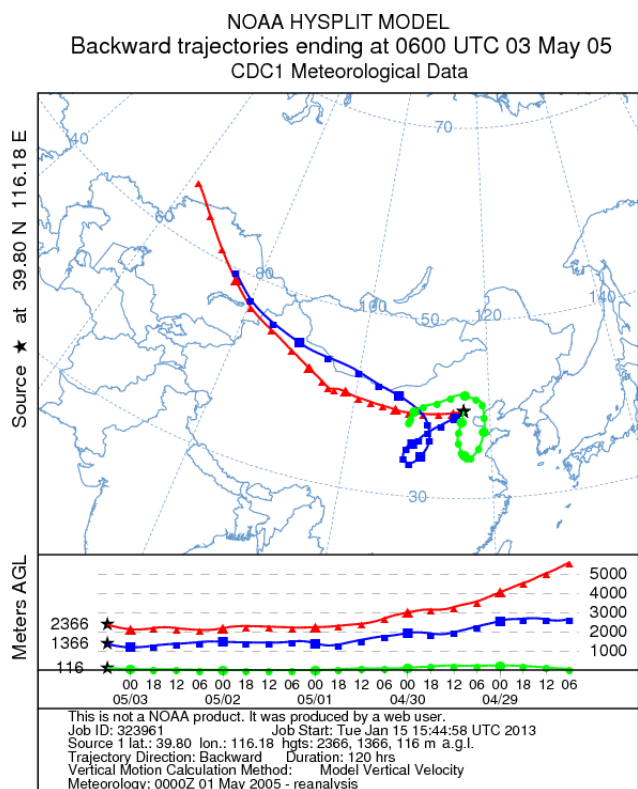 NOAA HYSPLIT MODEL
Backward trajectories ending at 0600 UTC 03 May 05
CDC1 Meteorological Data
Source ★ at 39.80 N 116.18 E
40
60
80
100
50
120
140
70
30
Meters AGL
2366
1366
116
5000
4000
3000
2000
1000
00 18 12 06 00 18 12 06 00 18 12 06 00 18 12 06 00 18 12 06
05/03 05/02 05/01 04/30 04/29
This is not a NOAA product. It was produced by a web user.
Job ID: 323961 Job Start: Tue Jan 15 15:44:58 UTC 2013
Source 1 lat.: 39.80 lon.: 116.18 hgts: 2366, 1366, 116 m a.g.l.
Trajectory Direction: Backward Duration: 120 hrs
Vertical Motion Calculation Method: Model Vertical Velocity
Meteorology: 0000Z 01 May 2005 - reanalysis